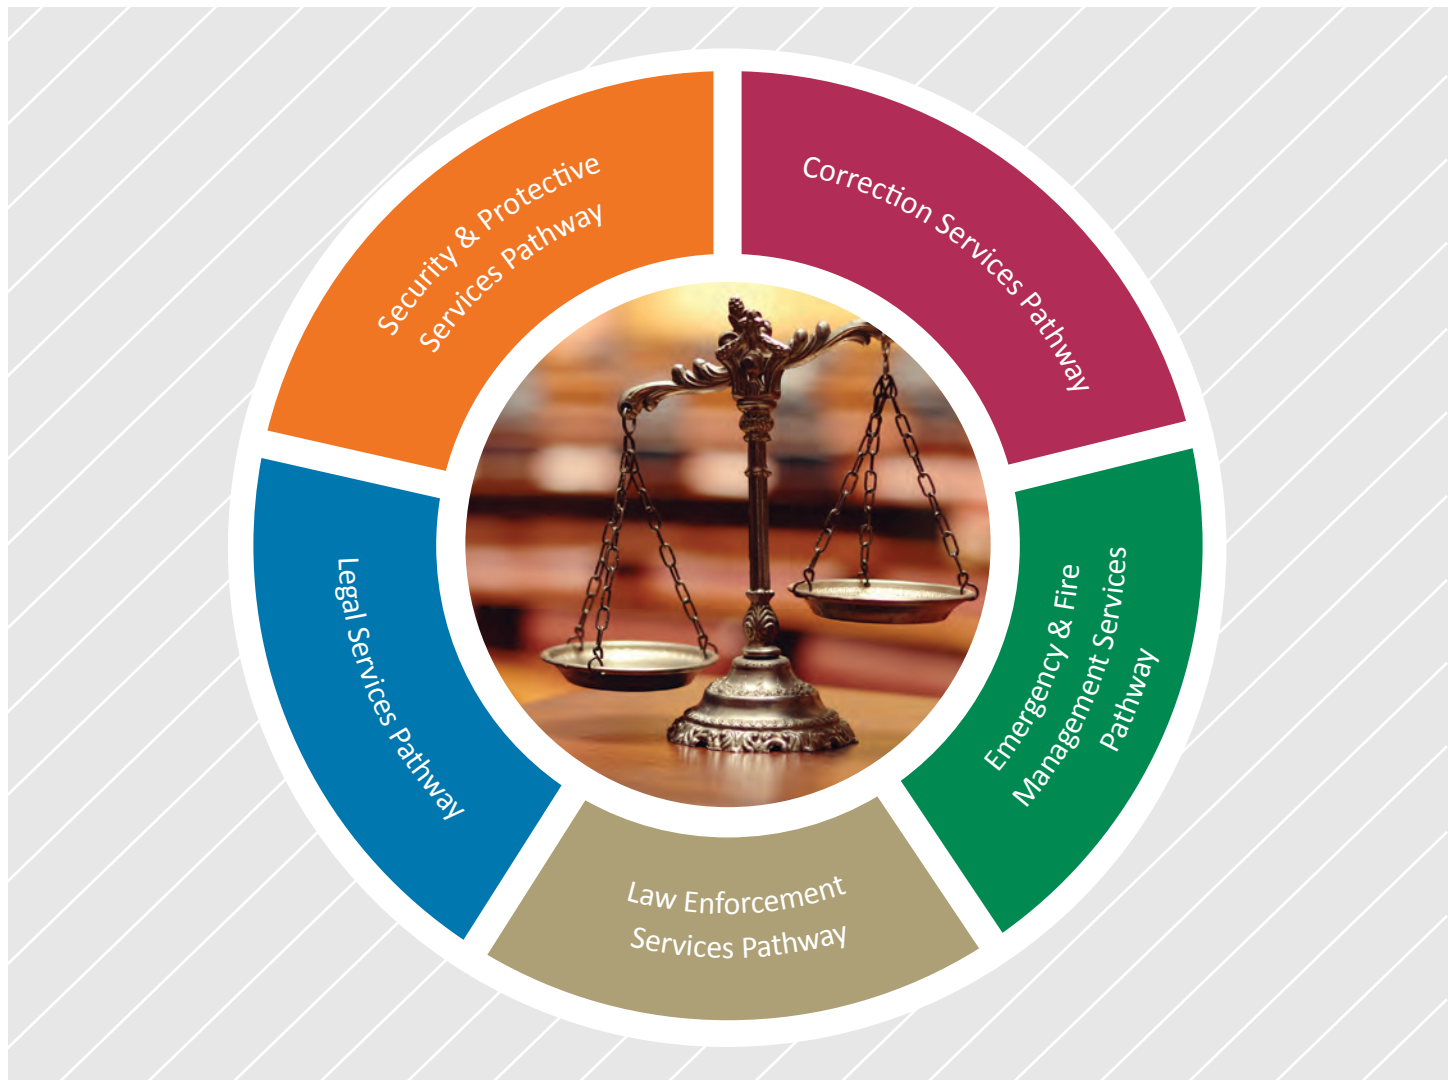 Security & Protective
Services Pathway
Correction Services Pathway
Emergency & Fire
Management Services
Pathway
Law Enforcement
Services Pathway
Legal Services Pathway